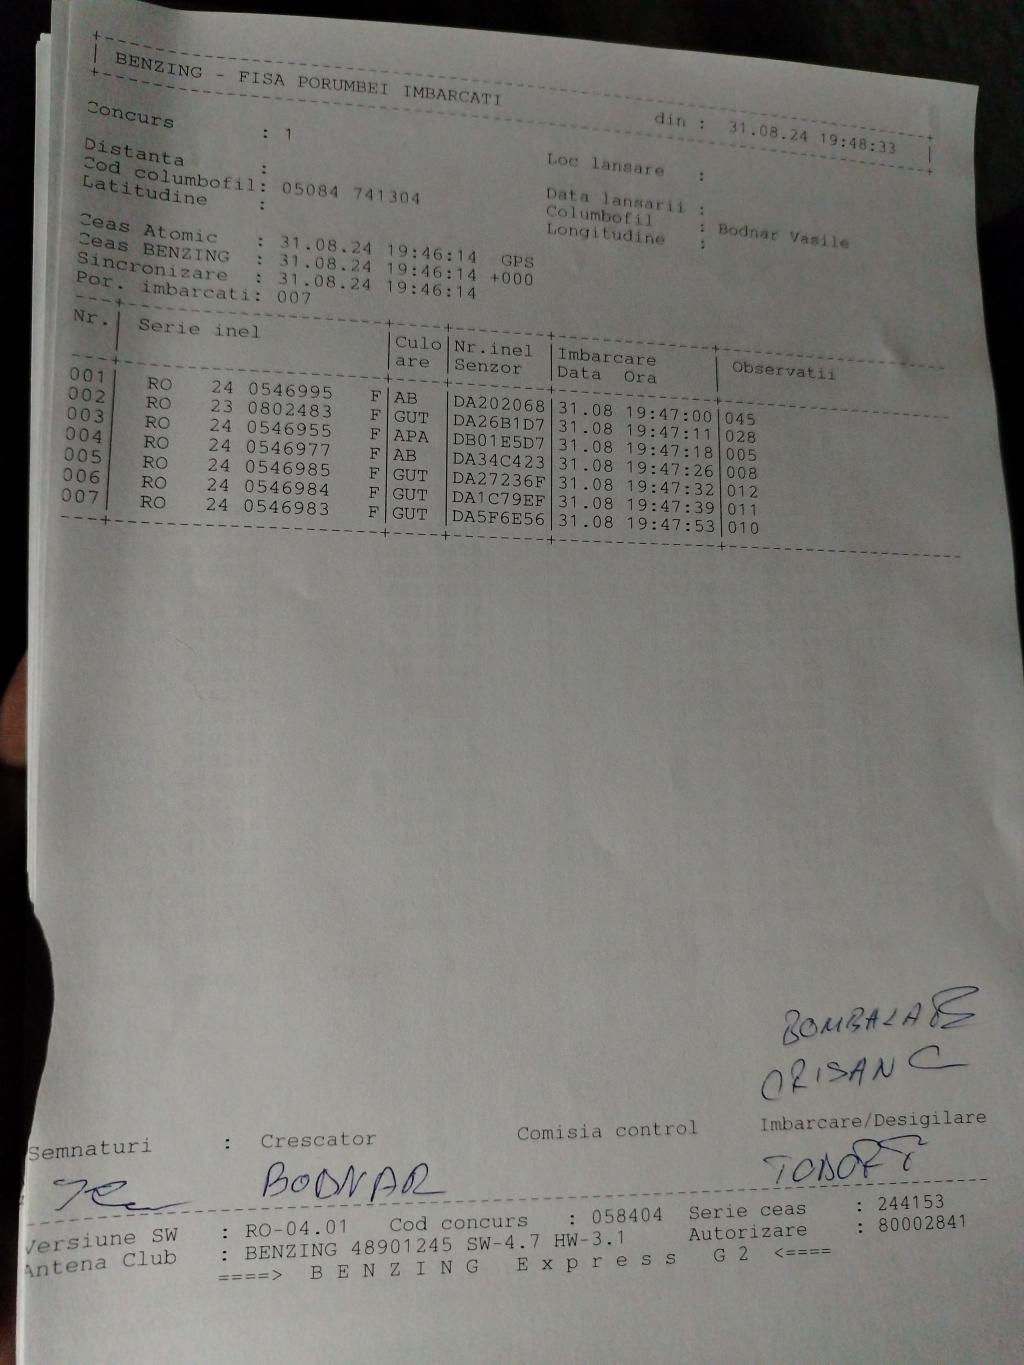 BENZING - FISA PORUMBEI IMBARCATI din : 31.08.24 19:48:33
Concurs : 1 Loc lansare :
Distanta : Data lansarii :
Cod columbofil: 05084 741304 Columbofil : Bodnar Vasile
Latitudine : Longitudine :
Ceas Atomic : 31.08.24 19:46:14 GPS
Ceas BENZING : 31.08.24 19:46:14 +000
Sincronizare : 31.08.24 19:46:14
Por. imbarcati: 007
Nr. Serie inel Culo Nr.inel Imbarcare Observatii
are Senzor Data Ora
001 RO 24 0546995 F AB DA202068 31.08 19:47:00 045
002 RO 23 0802483 F GUT DA26B1D7 31.08 19:47:11 028
003 RO 24 0546955 F APA DB01E5D7 31.08 19:47:18 005
004 RO 24 0546977 F AB DA34C423 31.08 19:47:26 008
005 RO 24 0546985 F GUT DA27236F 31.08 19:47:32 012
006 RO 24 0546984 F GUT DA1C79EF 31.08 19:47:39 011
007 RO 24 0546983 F GUT DA5F6E56 31.08 19:47:53 010
BOMBALA
CRISAN C
Semnaturi : Crescator Comisia control Imbarcare/Desigilare
BODNAR
Versiune SW : RO-04.01 Cod concurs : 058404 Serie ceas : 244153
Antena Club : BENZING 48901245 SW-4.7 HW-3.1 Autorizare : 80002841
====> B E N Z I N G E x p r e s s G 2 <====